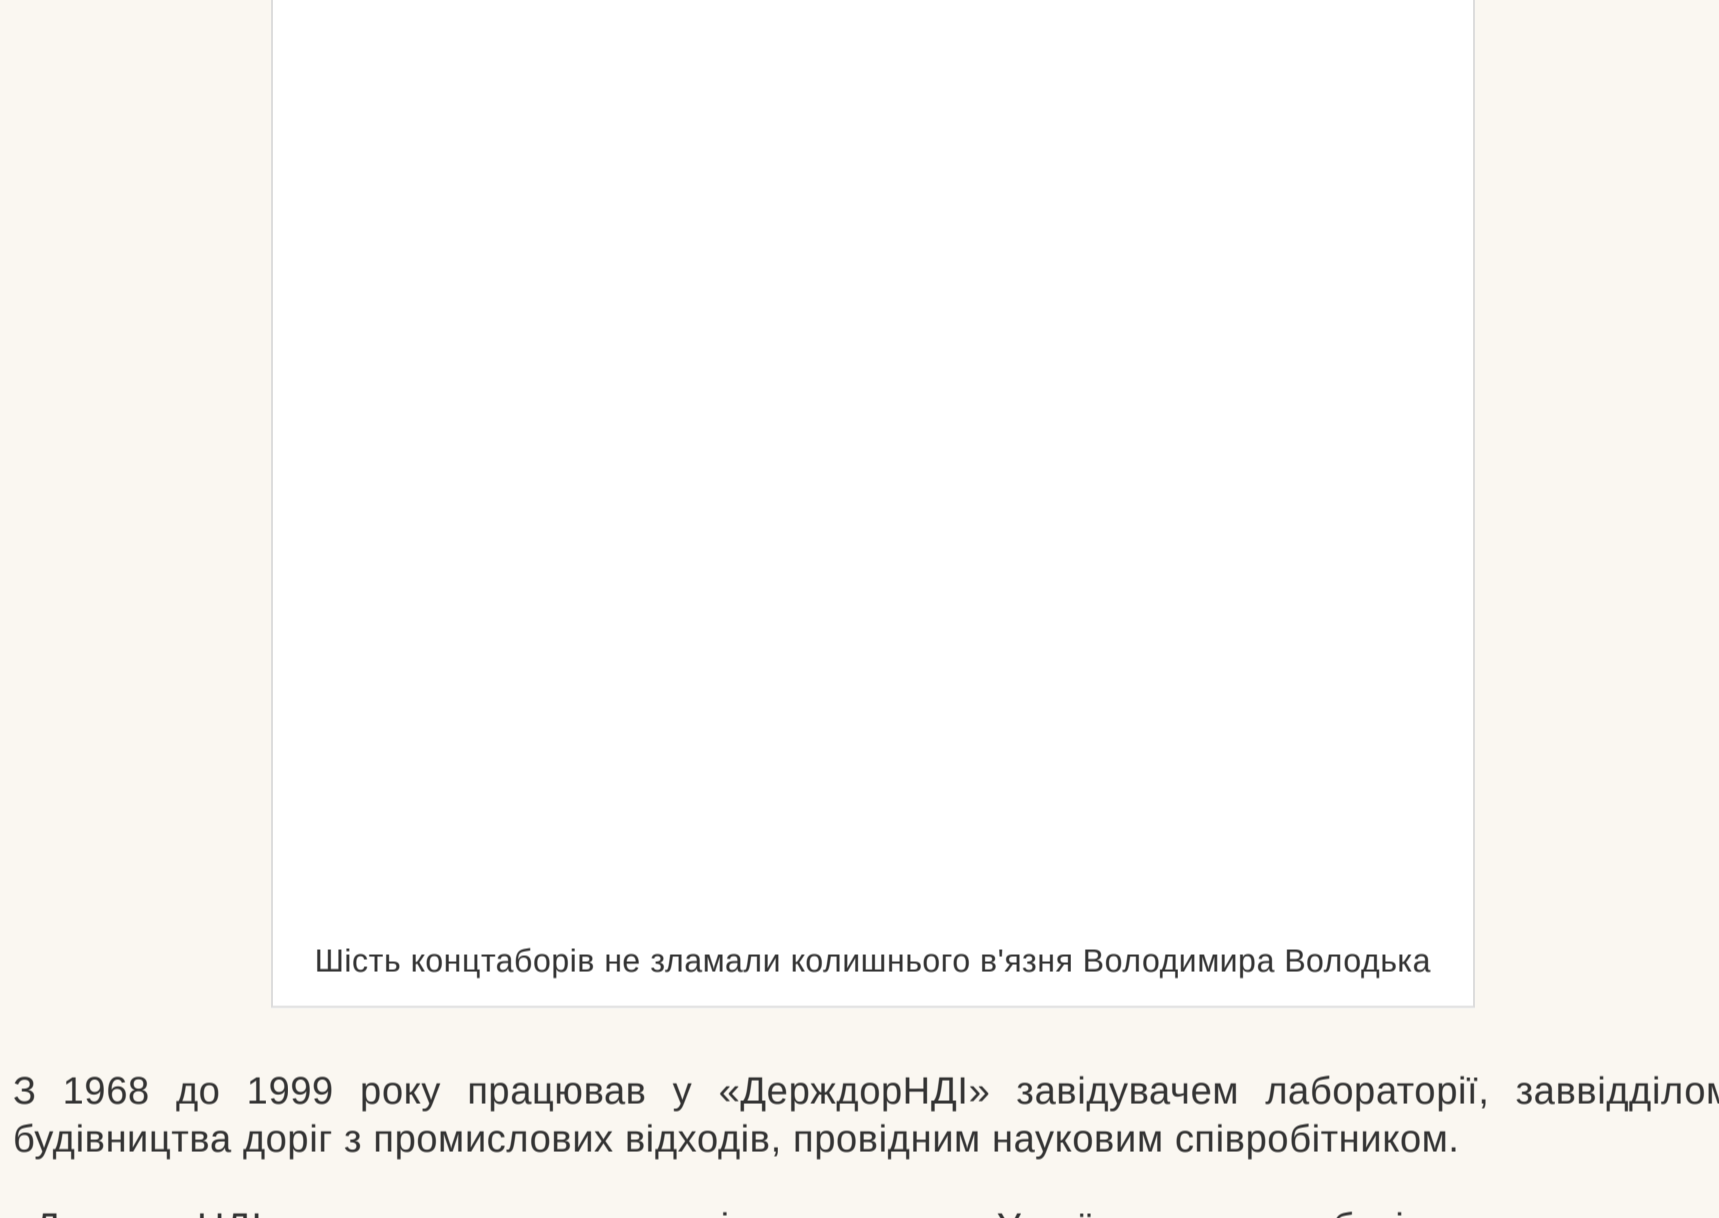 Шість концтаборів не зламали колишнього в'язня Володимира Володька
З 1968 до 1999 року працював у «ДерждорНДІ» завідувачем лабораторії, заввідділом
будівництва доріг з промислових відходів, провідним науковим співробітником.